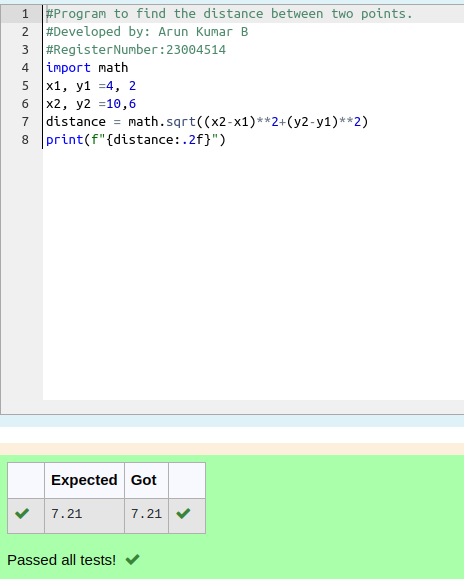 1 #Program to find the distance between two points.
2 #Developed by: Arun Kumar B
3 #RegisterNumber:23004514
4 import math
5 x1, y1 =4, 2
6 x2, y2 =10,6
7 distance = math.sqrt((x2-x1)**2+(y2-y1)**2)
8 print(f"{distance:.2f}")
Expected Got
7.21 7.21
Passed all tests!